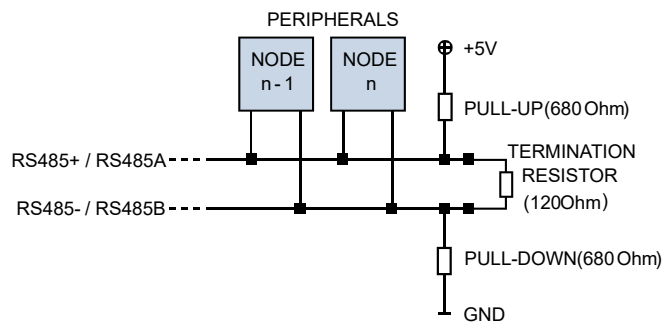 PERIPHERALS
NODE
n-1
NODE
n
+5V
PULL-UP(680 Ohm)
RS485+ / RS485A
TERMINATION
RESISTOR
(120Ohm)
RS485- / RS485B
PULL-DOWN(680 Ohm)
GND